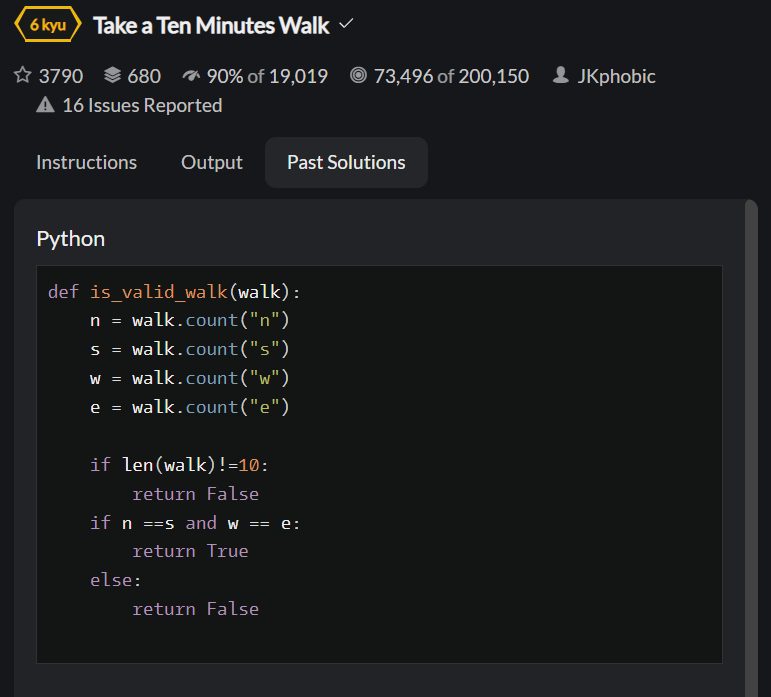 6 kyu Take a Ten Minutes Walk
3790 680 90% of 19,019 73,496 of 200,150 JKphobic
16 Issues Reported
Instructions Output Past Solutions
Python
def is_valid_walk(walk):
    n = walk.count("n")
    s = walk.count("s")
    w = walk.count("w")
    e = walk.count("e")

    if len(walk)!=10:
        return False
    if n ==s and w == e:
        return True
    else:
        return False